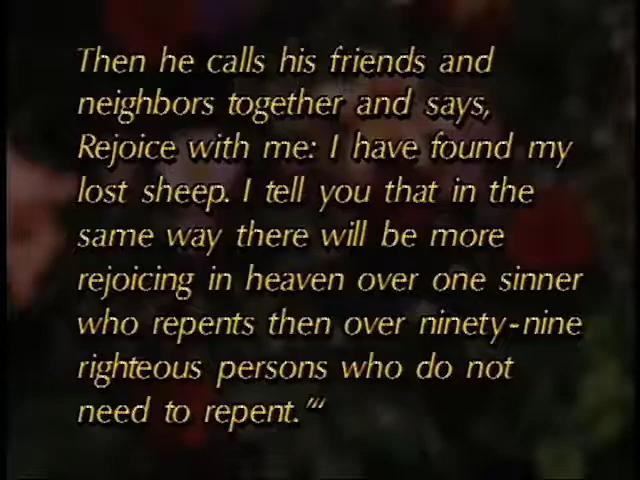 Then he calls his friends and
neighbors together and says,
Rejoice with me: I have found my
lost sheep. I tell you that in the
same way there will be more
rejoicing in heaven over one sinner
who repents then over ninety-nine
righteous persons who do not
need to repent.'"